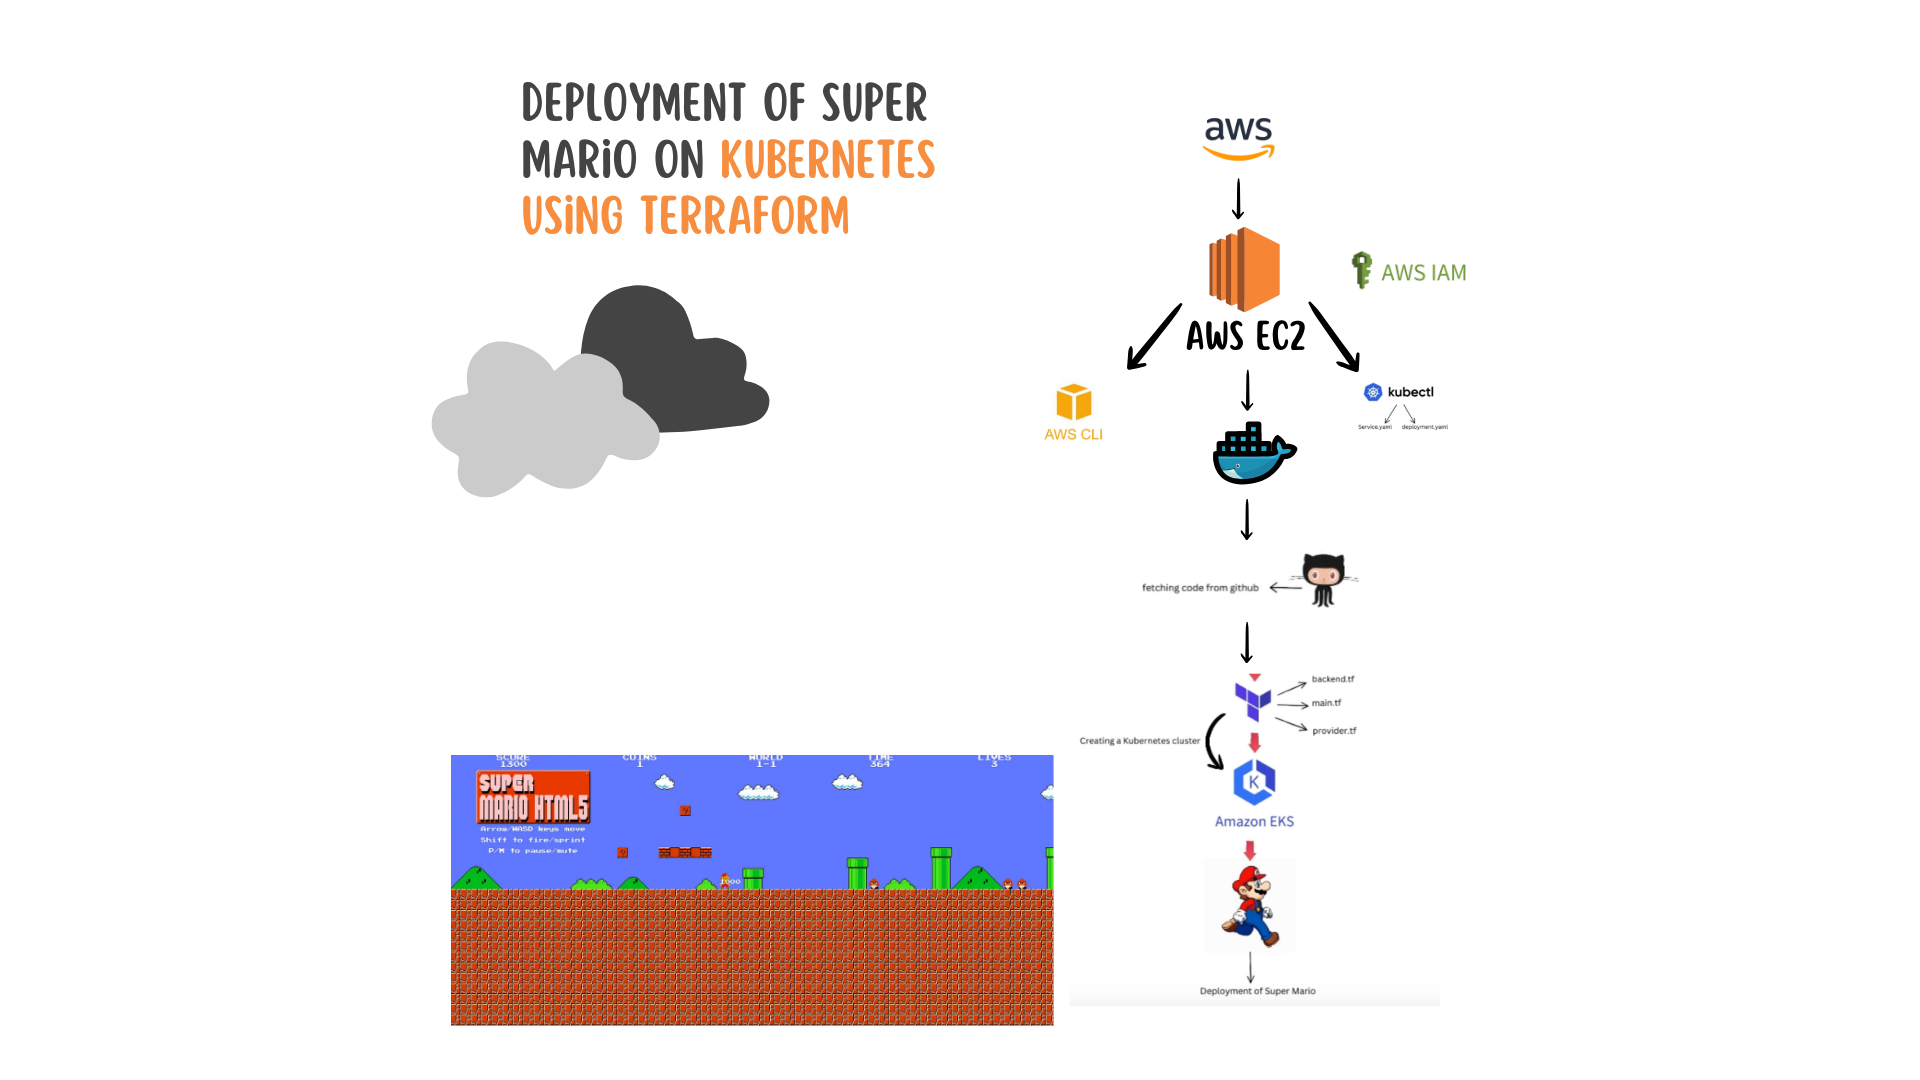 DEPLOYMENT OF SUPER
MARIO ON KUBERNETES
USING TERRAFORM
aws
AWS IAM
AWS EC2
AWS CLI
kubectl
Service.yaml
deployment.yaml
fetching code from github
backend.tf
main.tf
provider.tf
Creating a Kubernetes cluster
K
Amazon EKS
Deployment of Super Mario
SCORE COINS WORLD TIME LIVES
1300 1 1-1 364 3
SUPER
MARIO HTML5
Arrow/WASD keys move
Shift to fire/sprint
P/M to pause/mute
1000